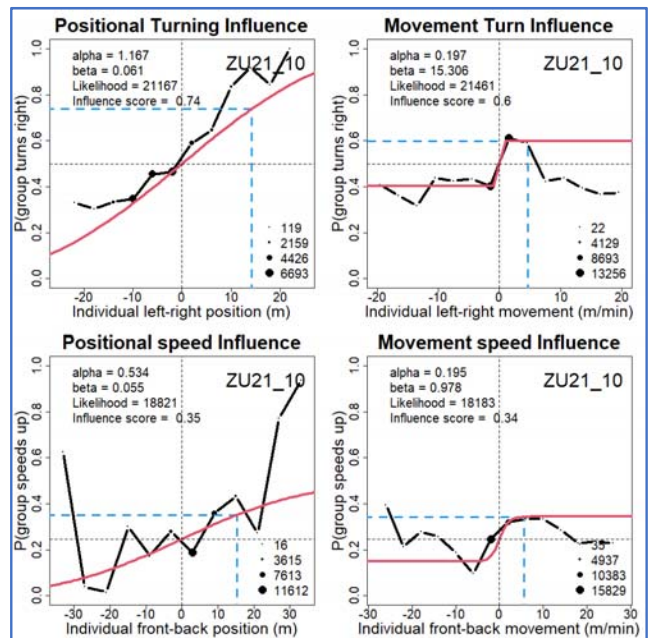 Positional Turning Influence
alpha = 1.167
beta = 0.061
Likelihood = 21167
Influence score = 0.74
ZU21_10
P(group turns right)
1.0
0.8
0.6
0.4
0.2
0.0
119
2159
4426
6693
-20 -10 0 10 20
Individual left-right position (m)
Movement Turn Influence
alpha = 0.197
beta = 15.306
Likelihood = 21461
Influence score = 0.6
ZU21_10
P(group turns right)
1.0
0.8
0.6
0.4
0.2
0.0
22
4129
8693
13256
-20 -10 0 10 20
Individual left-right movement (m/min)
Positional speed Influence
alpha = 0.534
beta = 0.055
Likelihood = 18821
Influence score = 0.35
ZU21_10
P(group speeds up)
1.0
0.8
0.6
0.4
0.2
0.0
16
3615
7613
11612
-30 -20 -10 0 10 20 30
Individual front-back position (m)
Movement speed Influence
alpha = 0.195
beta = 0.978
Likelihood = 18183
Influence score = 0.34
ZU21_10
P(group speeds up)
1.0
0.8
0.6
0.4
0.2
0.0
35
4937
10383
15829
-30 -20 -10 0 10 20 30
Individual front-back movement (m/min)